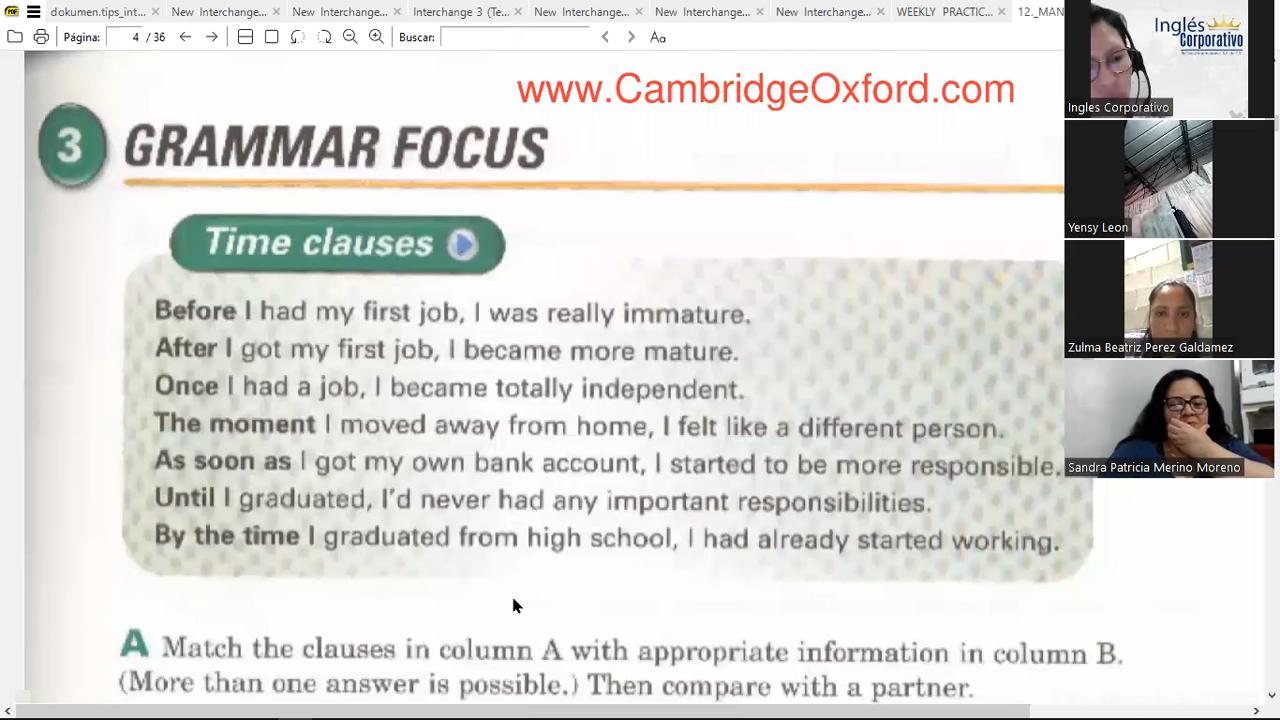 dokumen.tips_int...
New Interchange...
New Interchange...
Interchange 3 (Te...
New Interchange...
New Interchange...
New Interchange...
WEEKLY PRACTIC...
12._MAN
Página:
4 / 36
Buscar:
Aa
www.CambridgeOxford.com
3 GRAMMAR FOCUS
Time clauses
Before I had my first job, I was really immature.
After I got my first job, I became more mature.
Once I had a job, I became totally independent.
The moment I moved away from home, I felt like a different person.
As soon as I got my own bank account, I started to be more responsible.
Until I graduated, I'd never had any important responsibilities.
By the time I graduated from high school, I had already started working.
A Match the clauses in column A with appropriate information in column B.
(More than one answer is possible.) Then compare with a partner.
Inglés
Corporativo
Ingles Corporativo
Yensy Leon
Zulma Beatriz Perez Galdamez
Sandra Patricia Merino Moreno